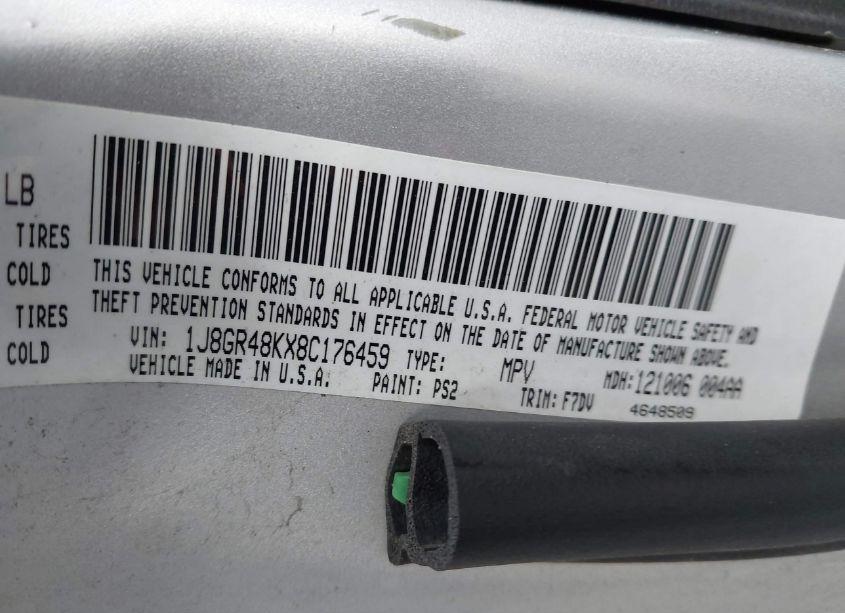 LB
TIRES
COLD
TIRES
COLD
THIS VEHICLE CONFORMS TO ALL APPLICABLE U.S.A. FEDERAL MOTOR VEHICLE SAFETY AND
THEFT PREVENTION STANDARDS IN EFFECT ON THE DATE OF MANUFACTURE SHOWN ABOVE.
VIN: 1J8GR48KX8C176459 TYPE: MPV MDH:121006 004AA
VEHICLE MADE IN U.S.A. PAINT: PS2 TRIM: F7DV 4648509